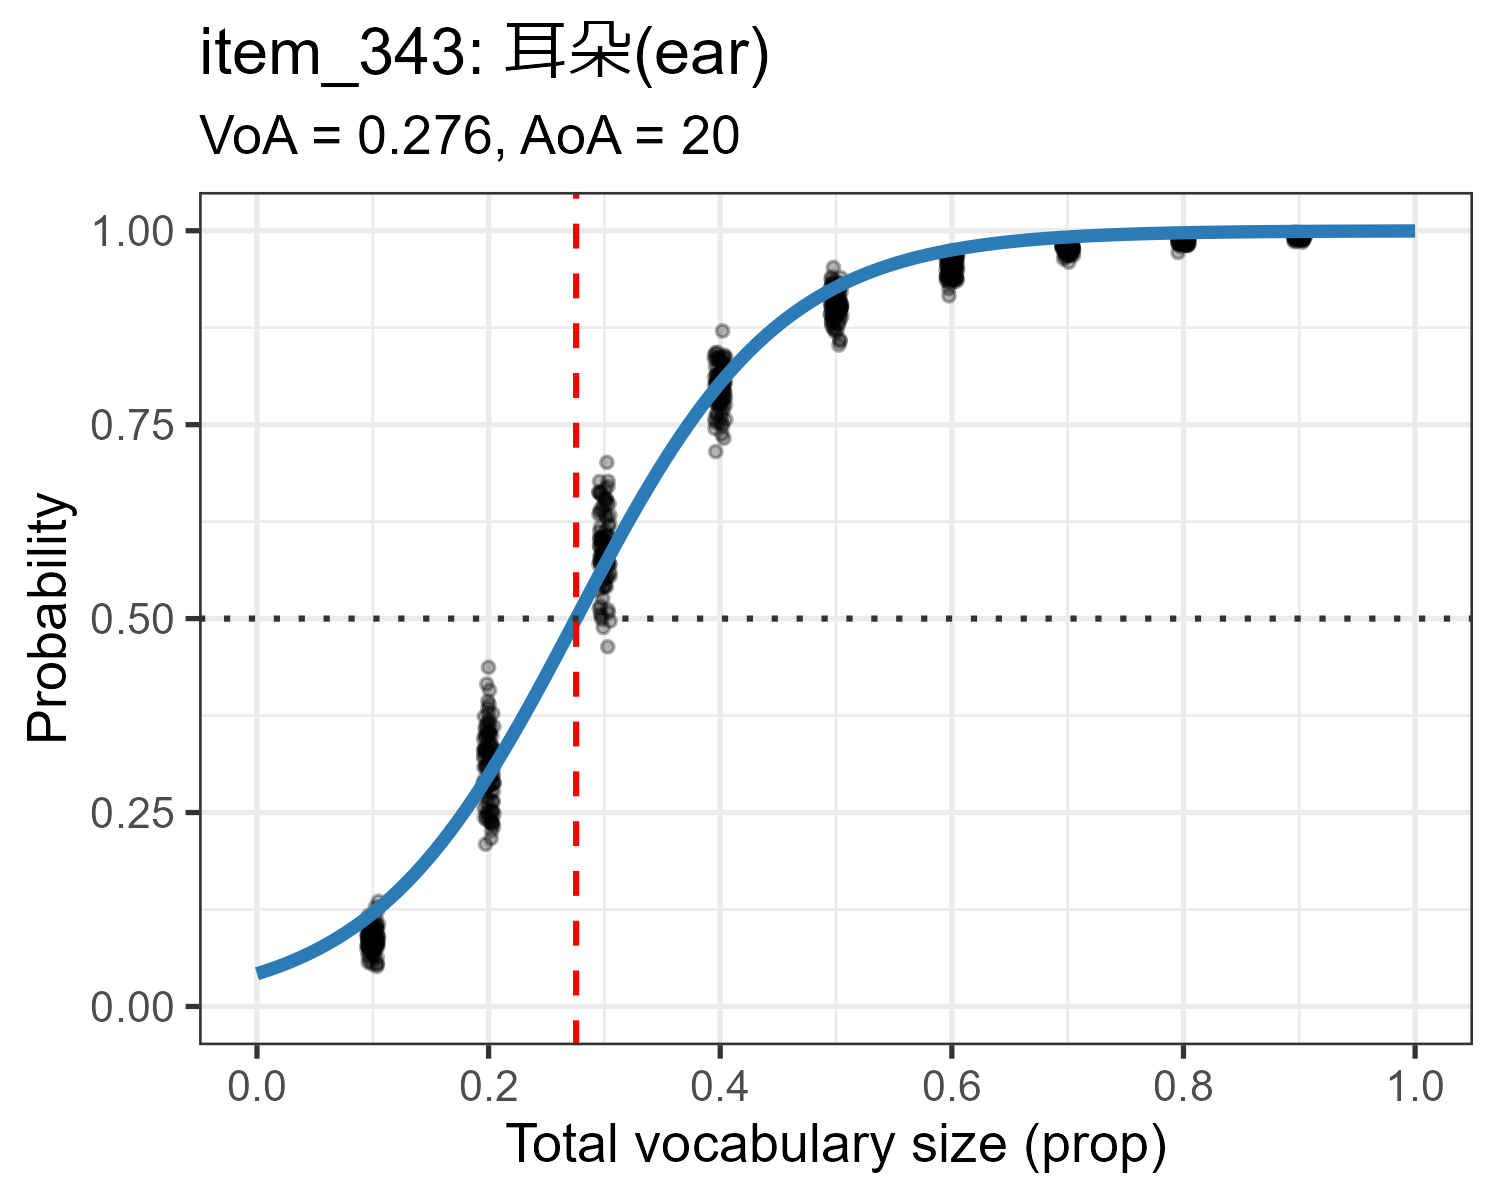 item_343: 耳朵(ear)
VoA = 0.276, AoA = 20
Probability
1.00
0.75
0.50
0.25
0.00
0.0 0.2 0.4 0.6 0.8 1.0
Total vocabulary size (prop)